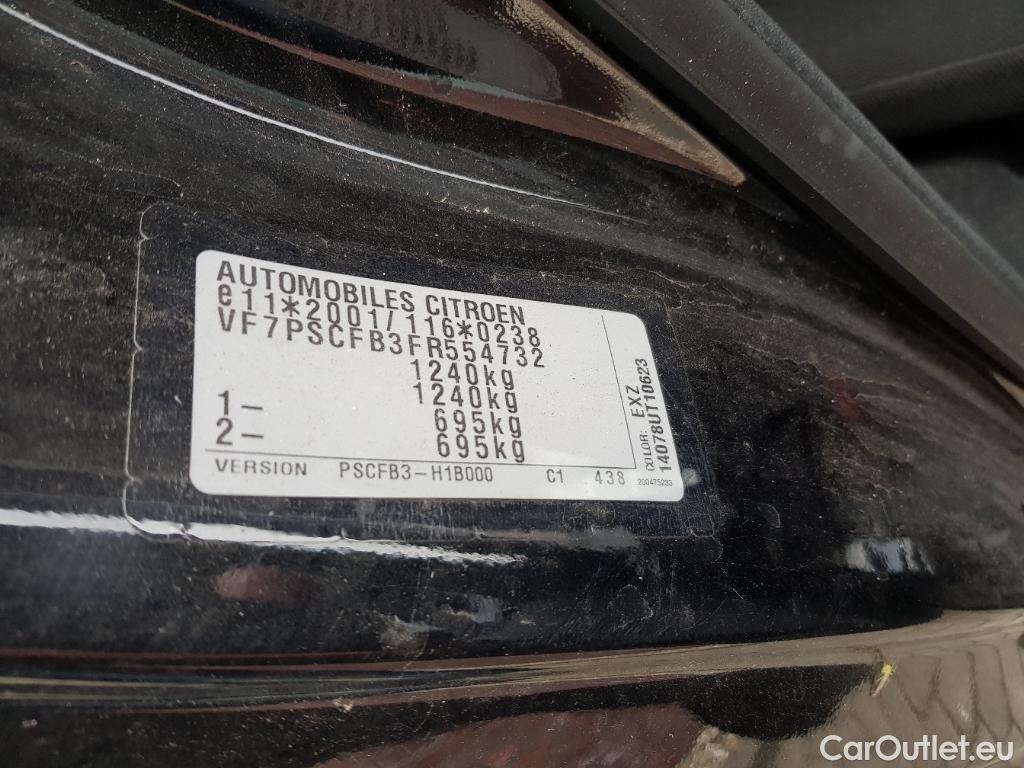 AUTOMOBILES CITROEN
e11*2001/116*0238
VF7PSCFB3FR554732
1240kg
1240kg
1- 695kg
2- 695kg
VERSION PSCFB3-H1B000 C1 438
COLOR: EXZ
14078UT10623
200475233
CarOutlet.eu